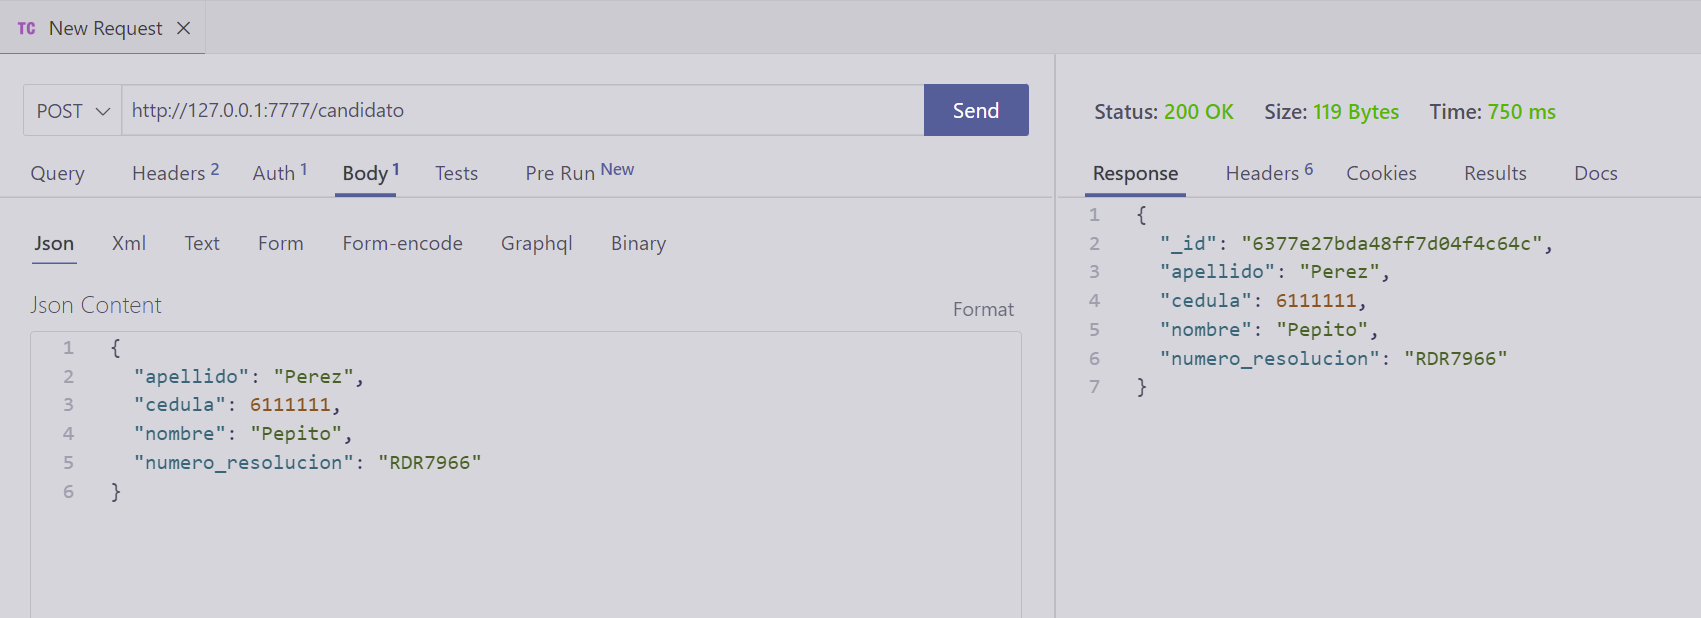 TC New Request
POST http://127.0.0.1:7777/candidato Send
Query Headers 2 Auth 1 Body 1 Tests Pre Run New
Json Xml Text Form Form-encode Graphql Binary
Json Content Format
1 {
2 "apellido": "Perez",
3 "cedula": 6111111,
4 "nombre": "Pepito",
5 "numero_resolucion": "RDR7966"
6 }
Status: 200 OK Size: 119 Bytes Time: 750 ms
Response Headers 6 Cookies Results Docs
1 {
2 "_id": "6377e27bda48ff7d04f4c64c",
3 "apellido": "Perez",
4 "cedula": 6111111,
5 "nombre": "Pepito",
6 "numero_resolucion": "RDR7966"
7 }